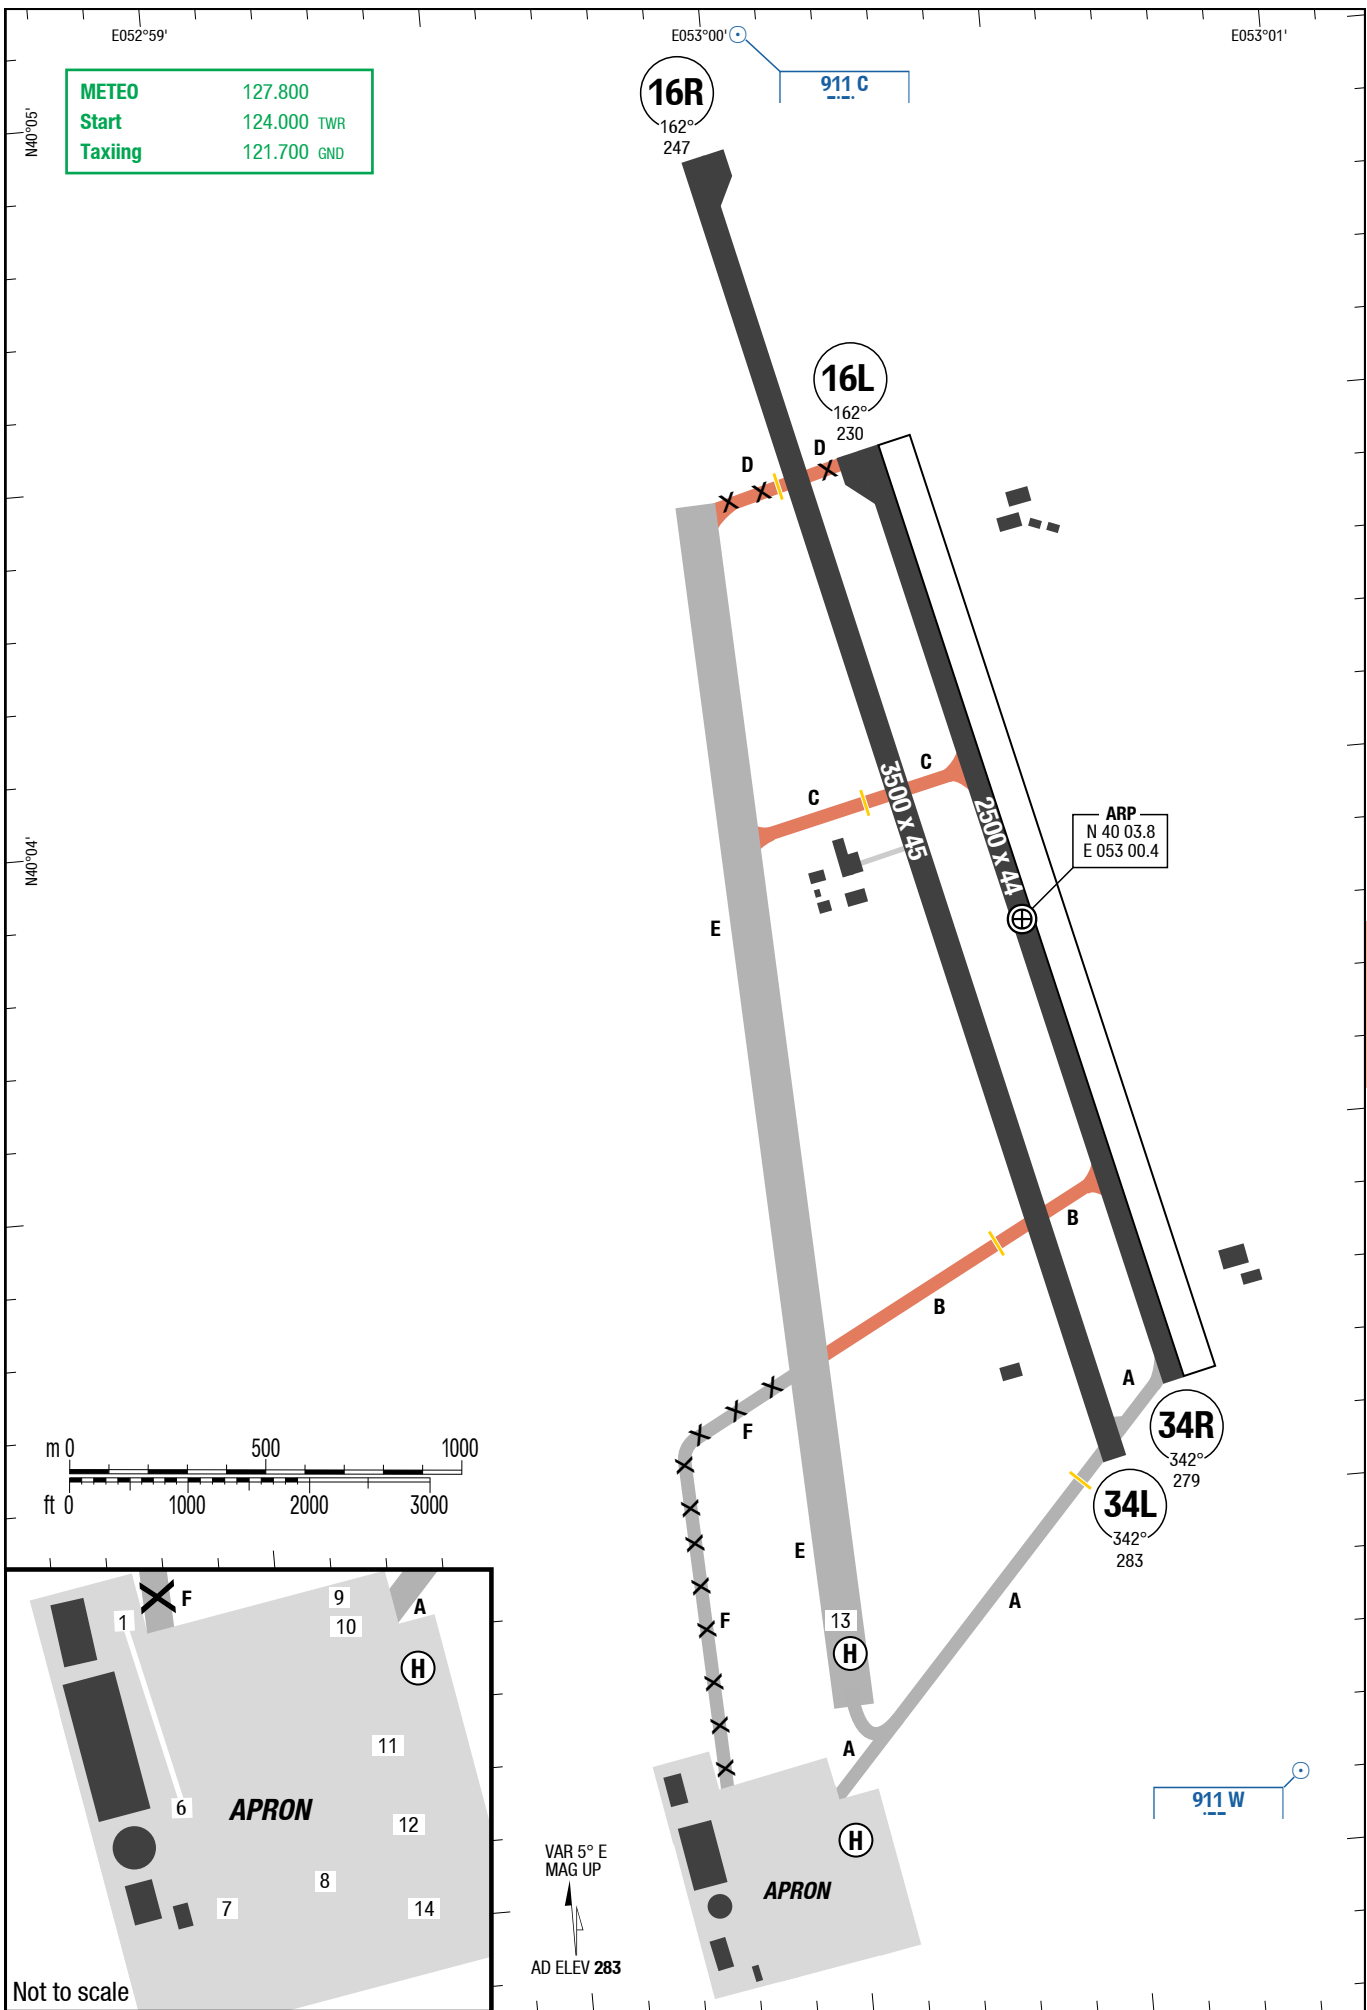 E052°59'
E053°00'
E053°01'
N40°05'
METEO 127.800
Start 124.000 TWR
Taxiing 121.700 GND
911 C
16R
162°
247
16L
162°
230
D
D
C
C
3500 x 45
2500 x 44
ARP
N 40 03.8
E 053 00.4
N40°04'
E
B
B
A
34R
342°
279
34L
342°
283
F
m 0 500 1000
ft 0 1000 2000 3000
E
A
F
13
H
A
911 W
H
APRON
VAR 5° E
MAG UP
AD ELEV 283
F
A
1
9
10
H
11
6
APRON
12
8
7
14
Not to scale